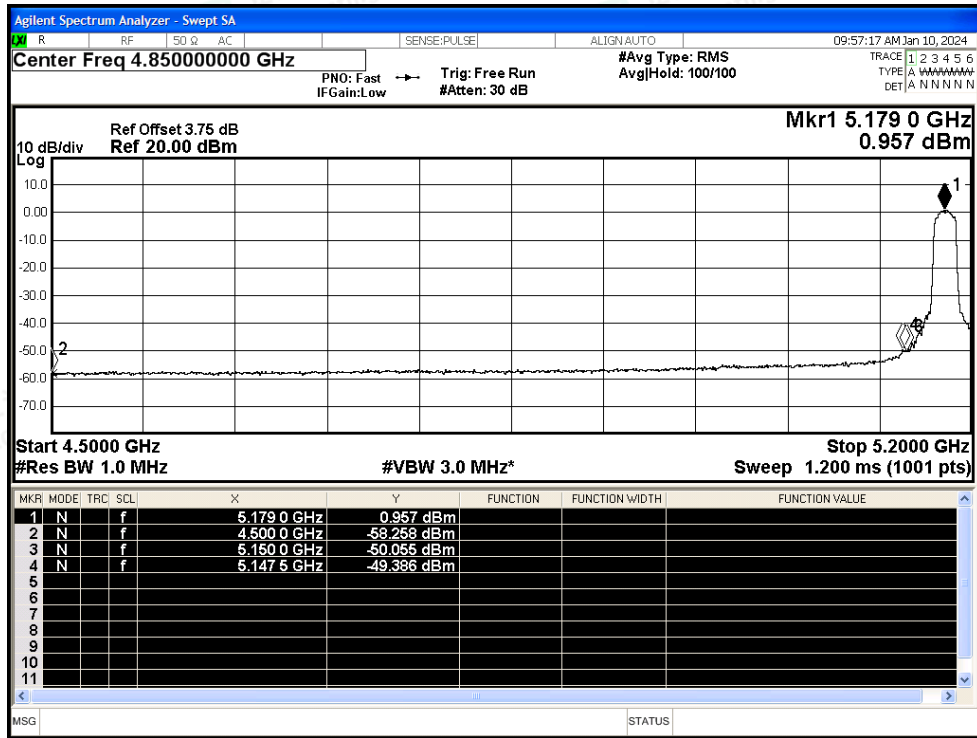 Agilent Spectrum Analyzer - Swept SA
LXI R RF 50 Ω AC SENSE:PULSE ALIGN AUTO 09:57:17 AM Jan 10, 2024
Center Freq 4.850000000 GHz #Avg Type: RMS TRACE 1 2 3 4 5 6
PNO: Fast Trig: Free Run Avg|Hold: 100/100 TYPE A WWWWW
IFGain:Low #Atten: 30 dB DET A N N N N N
Mkr1 5.179 0 GHz
Ref Offset 3.75 dB
10 dB/div Ref 20.00 dBm 0.957 dBm
Log
10.0
1
0.00
-10.0
-20.0
-30.0
-40.0
-50.0 2
-60.0
-70.0
Start 4.5000 GHz Stop 5.2000 GHz
#Res BW 1.0 MHz #VBW 3.0 MHz* Sweep 1.200 ms (1001 pts)
MKR MODE TRC SCL X Y FUNCTION FUNCTION WIDTH FUNCTION VALUE
1 N f 5.179 0 GHz 0.957 dBm
2 N f 4.500 0 GHz -58.258 dBm
3 N f 5.150 0 GHz -50.055 dBm
4 N f 5.147 5 GHz -49.386 dBm
5
6
7
8
9
10
11
MSG STATUS